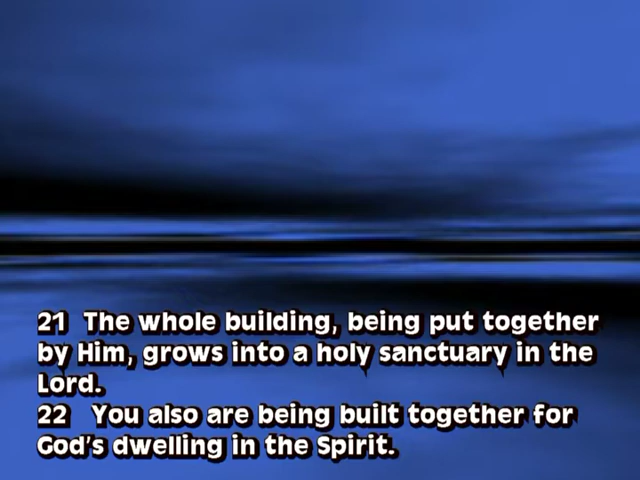 21 The whole building, being put together
by Him, grows into a holy sanctuary in the
Lord.
22 You also are being built together for
God's dwelling in the Spirit.